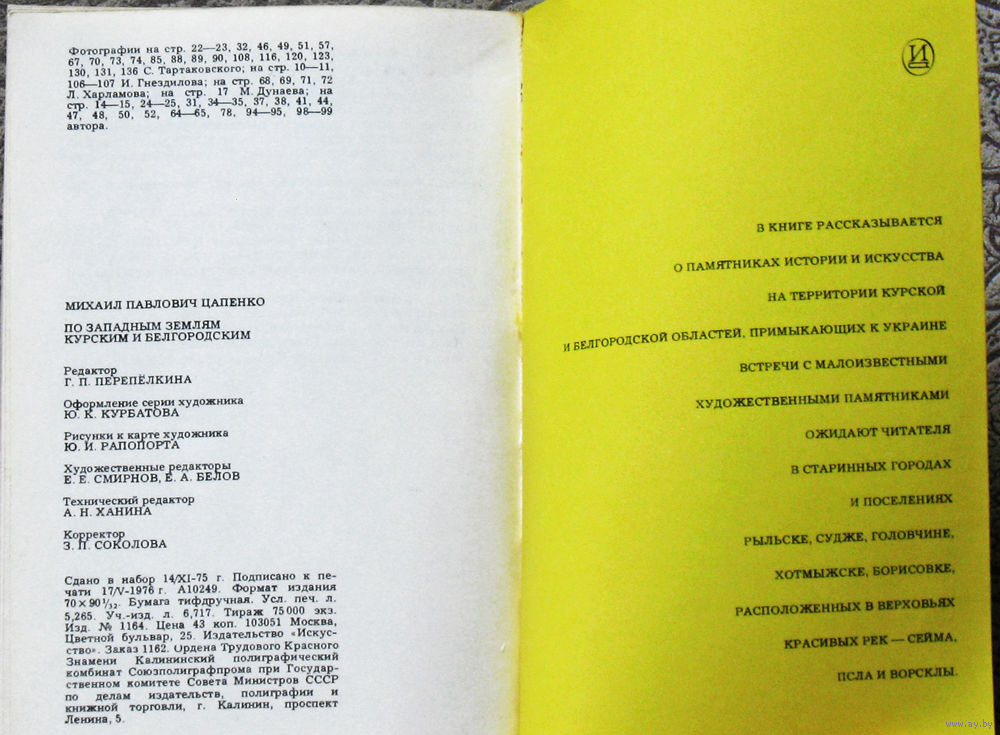 Фотографии на стр. 22—23, 32, 46, 49, 51, 57,
67, 70, 73, 74, 85, 88, 89, 90, 108, 116, 120, 123,
130, 131, 136 С. Тартаковского; на стр. 10—11,
106—107 И. Гнездилова; на стр. 68, 69, 71, 72
Л. Харламова; на стр. 17 М. Дунаева; на
стр. 14—15, 24—25, 31, 34—35, 37, 38, 41, 44,
47, 48, 50, 52, 64—65, 78, 94—95, 98—99
автора.
МИХАИЛ ПАВЛОВИЧ ЦАПЕНКО
ПО ЗАПАДНЫМ ЗЕМЛЯМ
КУРСКИМ И БЕЛГОРОДСКИМ
Редактор
Г. П. ПЕРЕПЁЛКИНА
Оформление серии художника
Ю. К. КУРБАТОВА
Рисунки к карте художника
Ю. И. РАПОПОРТА
Художественные редакторы
Е. Е. СМИРНОВ, Е. А. БЕЛОВ
Технический редактор
А. Н. ХАНИНА
Корректор
З. П. СОКОЛОВА
Сдано в набор 14/XI-75 г. Подписано к пе-
чати 17/V-1976 г. А10249. Формат издания
70×90 1/32. Бумага тифдручная. Усл. печ. л.
5,265. Уч.-изд. л. 6,717. Тираж 75 000 экз.
Изд. № 1164. Цена 43 коп. 103051 Москва,
Цветной бульвар, 25. Издательство «Искус-
ство». Заказ 1162. Ордена Трудового Красного
Знамени Калининский полиграфический
комбинат Союзполиграфпрома при Государ-
ственном комитете Совета Министров СССР
по делам издательств, полиграфии и
книжной торговли, г. Калинин, проспект
Ленина, 5.
В КНИГЕ РАССКАЗЫВАЕТСЯ
О ПАМЯТНИКАХ ИСТОРИИ И ИСКУССТВА
НА ТЕРРИТОРИИ КУРСКОЙ
И БЕЛГОРОДСКОЙ ОБЛАСТЕЙ, ПРИМЫКАЮЩИХ К УКРАИНЕ
ВСТРЕЧИ С МАЛОИЗВЕСТНЫМИ
ХУДОЖЕСТВЕННЫМИ ПАМЯТНИКАМИ
ОЖИДАЮТ ЧИТАТЕЛЯ
В СТАРИННЫХ ГОРОДАХ
И ПОСЕЛЕНИЯХ
РЫЛЬСКЕ, СУДЖЕ, ГОЛОВЧИНЕ,
ХОТМЫЖСКЕ, БОРИСОВКЕ,
РАСПОЛОЖЕННЫХ В ВЕРХОВЬЯХ
КРАСИВЫХ РЕК — СЕЙМА,
ПСЛА И ВОРСКЛЫ.
www.ay.by